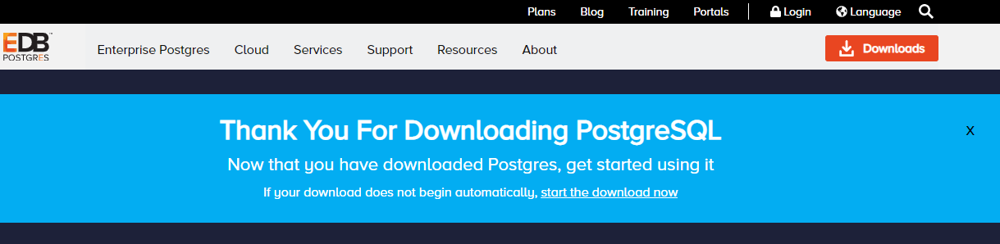 Plans Blog Training Portals Login Language
EDB™
POSTGRES
Enterprise Postgres Cloud Services Support Resources About Downloads
Thank You For Downloading PostgreSQL
X
Now that you have downloaded Postgres, get started using it
If your download does not begin automatically, start the download now